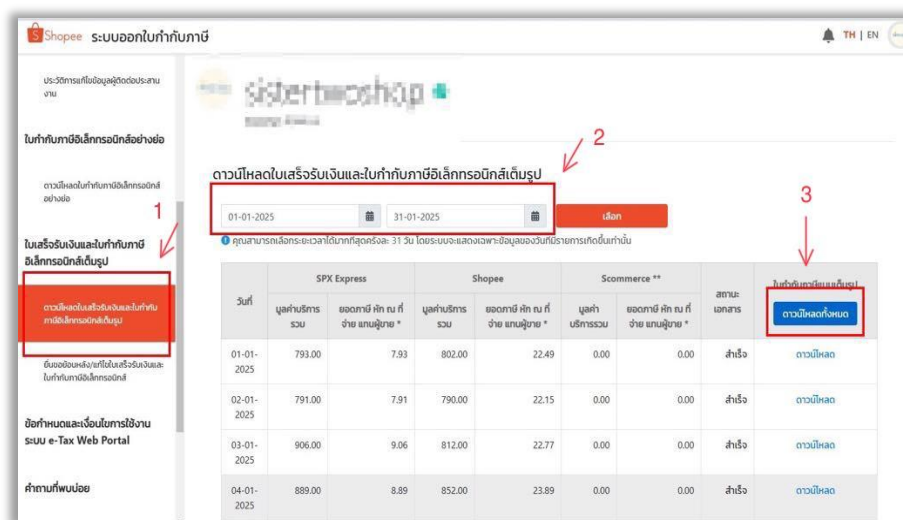 Shopee ระบบออกใบกำกับภาษี
TH | EN
ประวัติการแก้ไขข้อมูลผู้ติดต่อประสาน
งาน
ใบกำกับภาษีอิเล็กทรอนิกส์อย่างย่อ
ดาวน์โหลดใบกำกับภาษีอิเล็กทรอนิกส์
อย่างย่อ
1
ใบเสร็จรับเงินและใบกำกับภาษี
อิเล็กทรอนิกส์เต็มรูป
ดาวน์โหลดใบเสร็จรับเงินและใบกำกับ
ภาษีอิเล็กทรอนิกส์เต็มรูป
ยื่นขอย้อนหลัง/แก้ไขใบเสร็จรับเงินและ
ใบกำกับภาษีอิเล็กทรอนิกส์
ข้อกำหนดและเงื่อนไขการใช้งาน
ระบบ e-Tax Web Portal
คำถามที่พบบ่อย
sistertwoshop
2
ดาวน์โหลดใบเสร็จรับเงินและใบกำกับภาษีอิเล็กทรอนิกส์เต็มรูป
01-01-2025 31-01-2025 เลือก
คุณสามารถเลือกระยะเวลาได้มากที่สุดครั้งละ 31 วัน โดยระบบจะแสดงเฉพาะข้อมูลของวันที่มีรายการเกิดขึ้นเท่านั้น
3
วันที่ SPX Express Shopee Scommerce ** สถานะ เอกสาร ใบกำกับภาษีแบบเต็มรูป
มูลค่าบริการ รวม ยอดภาษี หัก ณ ที่ จ่าย แทนผู้ขาย * มูลค่าบริการ รวม ยอดภาษี หัก ณ ที่ จ่าย แทนผู้ขาย * มูลค่า บริการรวม ยอดภาษี หัก ณ ที่ จ่าย แทนผู้ขาย * ดาวน์โหลดทั้งหมด
01-01-2025 793.00 7.93 802.00 22.49 0.00 0.00 สำเร็จ ดาวน์โหลด
02-01-2025 791.00 7.91 790.00 22.15 0.00 0.00 สำเร็จ ดาวน์โหลด
03-01-2025 906.00 9.06 812.00 22.77 0.00 0.00 สำเร็จ ดาวน์โหลด
04-01-2025 889.00 8.89 852.00 23.89 0.00 0.00 สำเร็จ ดาวน์โหลด